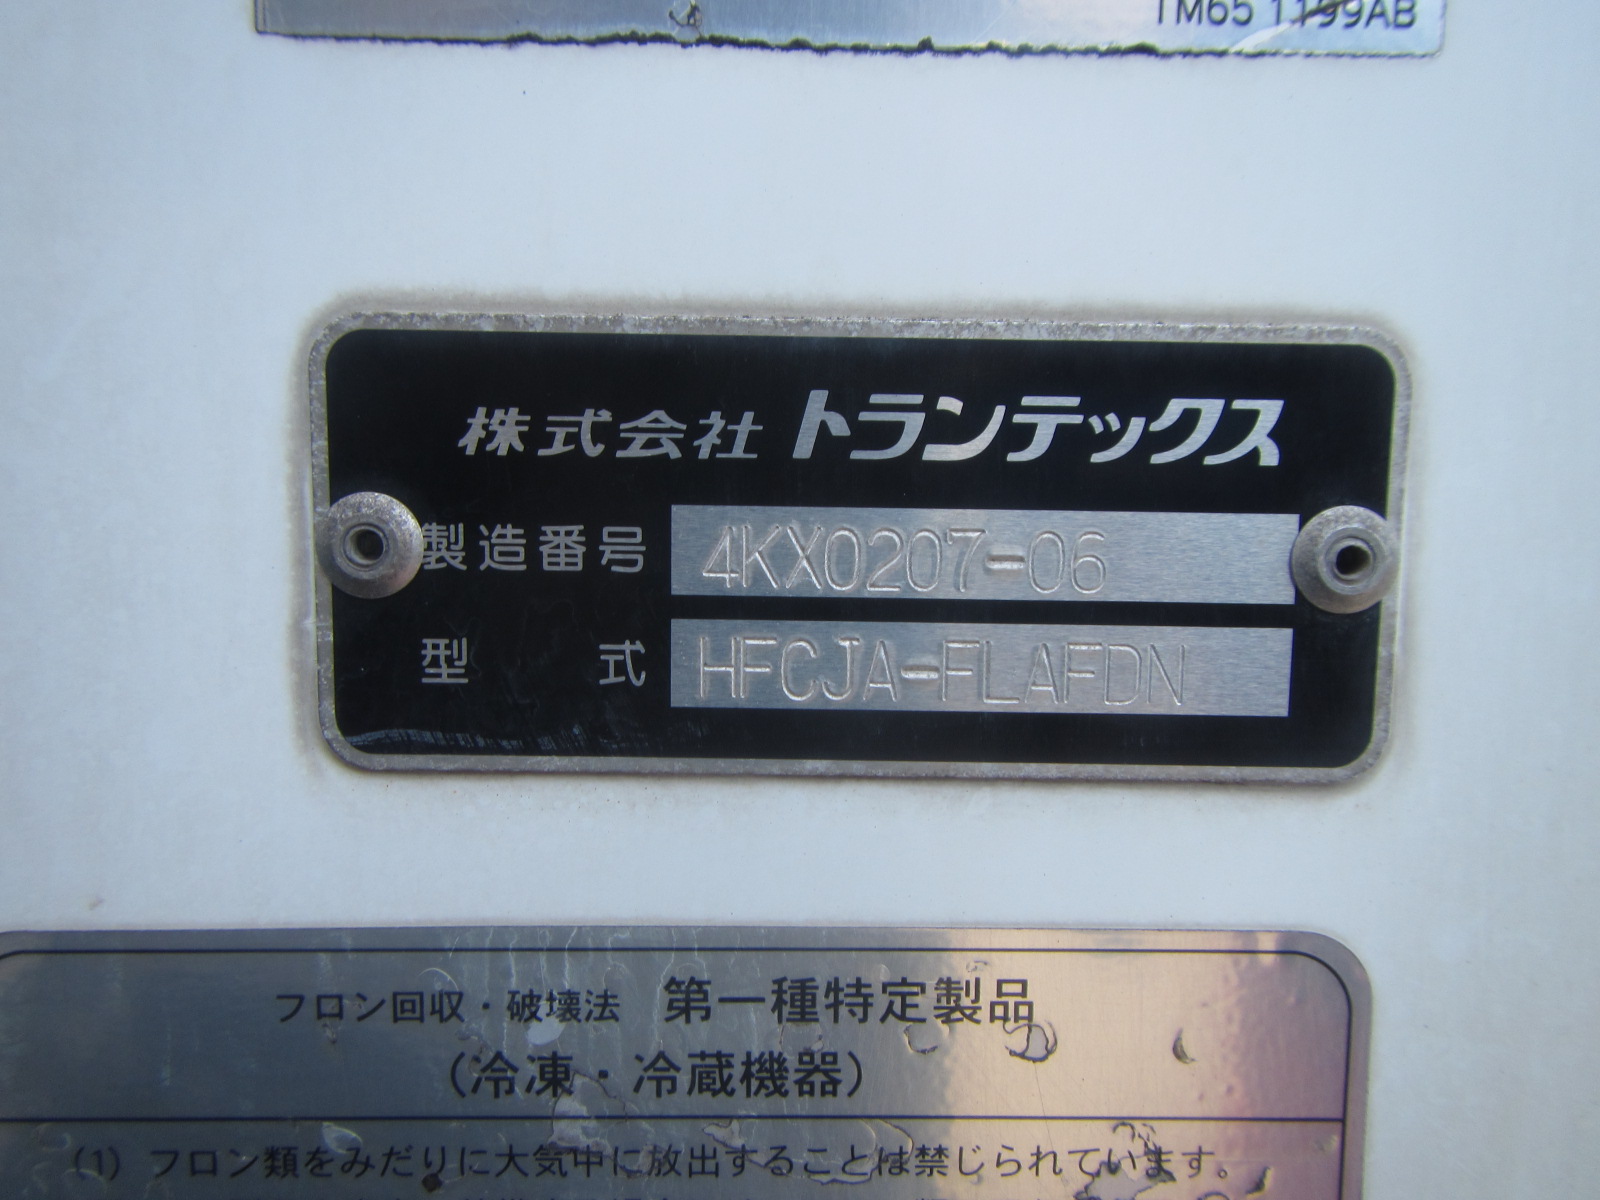 TM65 1199AB
株式会社 トランテックス
製造番号 4KX0207-06
型式 HFCJA-FLAFDN
フロン回収・破壊法 第一種特定製品
(冷凍・冷蔵機器)
(1) フロン類をみだりに大気中に放出することは禁じられています。